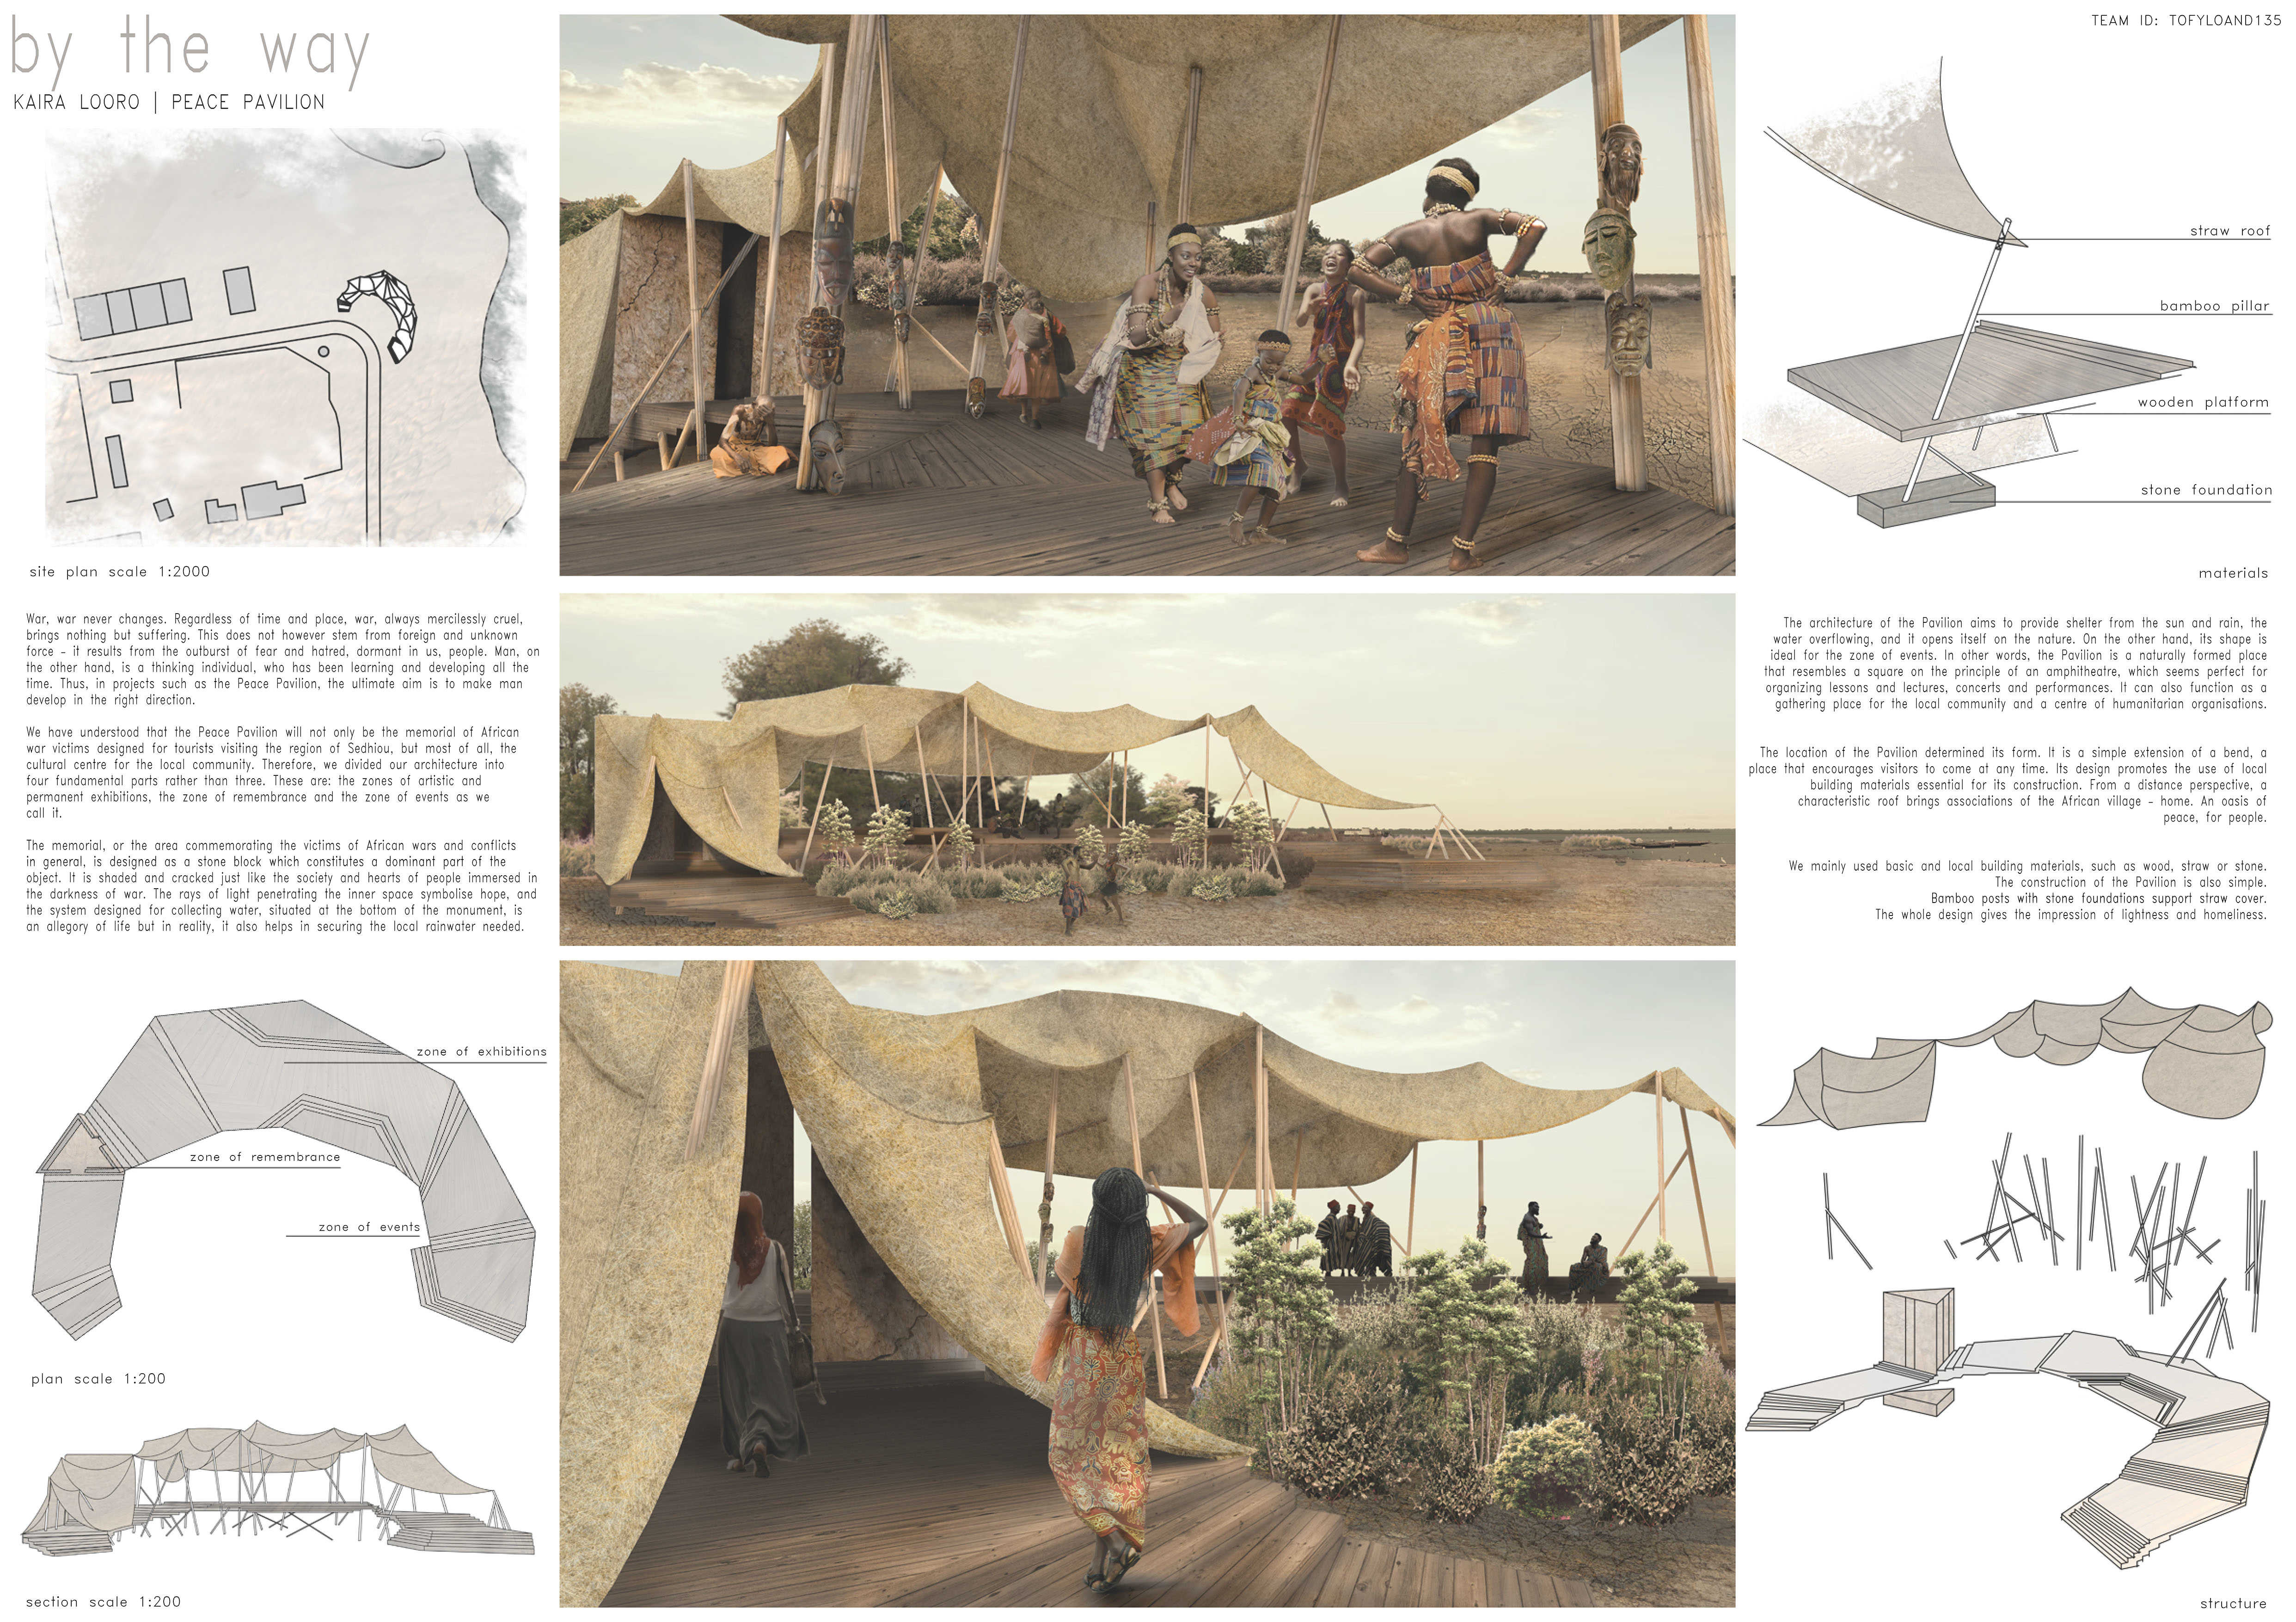 by the way
KAIRA LOORO | PEACE PAVILION
TEAM ID: TOFYLOAND135
site plan scale 1:2000
War, war never changes. Regardless of time and place, war, always mercilessly cruel,
brings nothing but suffering. This does not however stem from foreign and unknown
force - it results from the outburst of fear and hatred, dormant in us, people. Man, on
the other hand, is a thinking individual, who has been learning and developing all the
time. Thus, in projects such as the Peace Pavilion, the ultimate aim is to make man
develop in the right direction.
We have understood that the Peace Pavilion will not only be the memorial of African
war victims designed for tourists visiting the region of Sedhiou, but most of all, the
cultural centre for the local community. Therefore, we divided our architecture into
four fundamental parts rather than three. These are: the zones of artistic and
permanent exhibitions, the zone of remembrance and the zone of events as we
call it.
The memorial, or the area commemorating the victims of African wars and conflicts
in general, is designed as a stone block which constitutes a dominant part of the
object. It is shaded and cracked just like the society and hearts of people immersed in
the darkness of war. The rays of light penetrating the inner space symbolise hope, and
the system designed for collecting water, situated at the bottom of the monument, is
an allegory of life but in reality, it also helps in securing the local rainwater needed.
zone of exhibitions
zone of remembrance
zone of events
plan scale 1:200
section scale 1:200
straw roof
bamboo pillar
wooden platform
stone foundation
materials
The architecture of the Pavilion aims to provide shelter from the sun and rain, the
water overflowing, and it opens itself on the nature. On the other hand, its shape is
ideal for the zone of events. In other words, the Pavilion is a naturally formed place
that resembles a square on the principle of an amphitheatre, which seems perfect for
organizing lessons and lectures, concerts and performances. It can also function as a
gathering place for the local community and a centre of humanitarian organisations.
The location of the Pavilion determined its form. It is a simple extension of a bend, a
place that encourages visitors to come at any time. Its design promotes the use of local
building materials essential for its construction. From a distance perspective, a
characteristic roof brings associations of the African village - home. An oasis of
peace, for people.
We mainly used basic and local building materials, such as wood, straw or stone.
The construction of the Pavilion is also simple.
Bamboo posts with stone foundations support straw cover.
The whole design gives the impression of lightness and homeliness.
structure